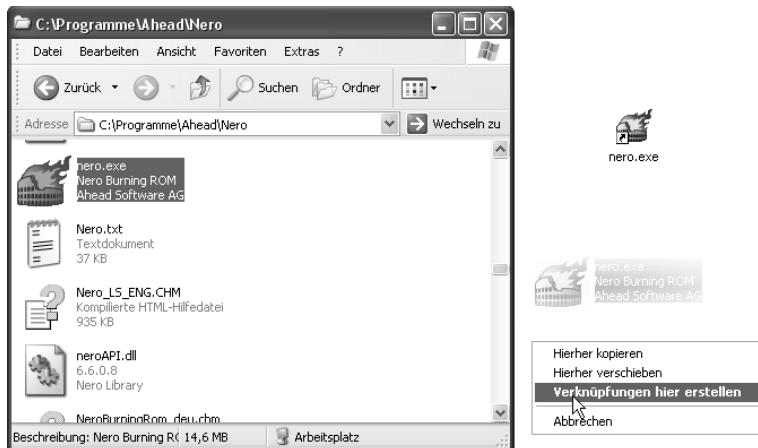 C:\Programme\Ahead\Nero
Datei Bearbeiten Ansicht Favoriten Extras ?
Zurück Suchen Ordner
Adresse C:\Programme\Ahead\Nero Wechseln zu
nero.exe
Nero Burning ROM
Ahead Software AG
Nero.txt
Textdokument
37 KB
Nero_LS_ENG.CHM
Kompilierte HTML-Hilfedatei
935 KB
neroAPI.dll
6.6.0.8
Nero Library
NeroBurningRom_deu.chm
Beschreibung: Nero Burning R 14,6 MB Arbeitsplatz
nero.exe
nero.exe
Nero Burning ROM
Ahead Software AG
Hierher kopieren
Hierher verschieben
Verknüpfungen hier erstellen
Abbrechen